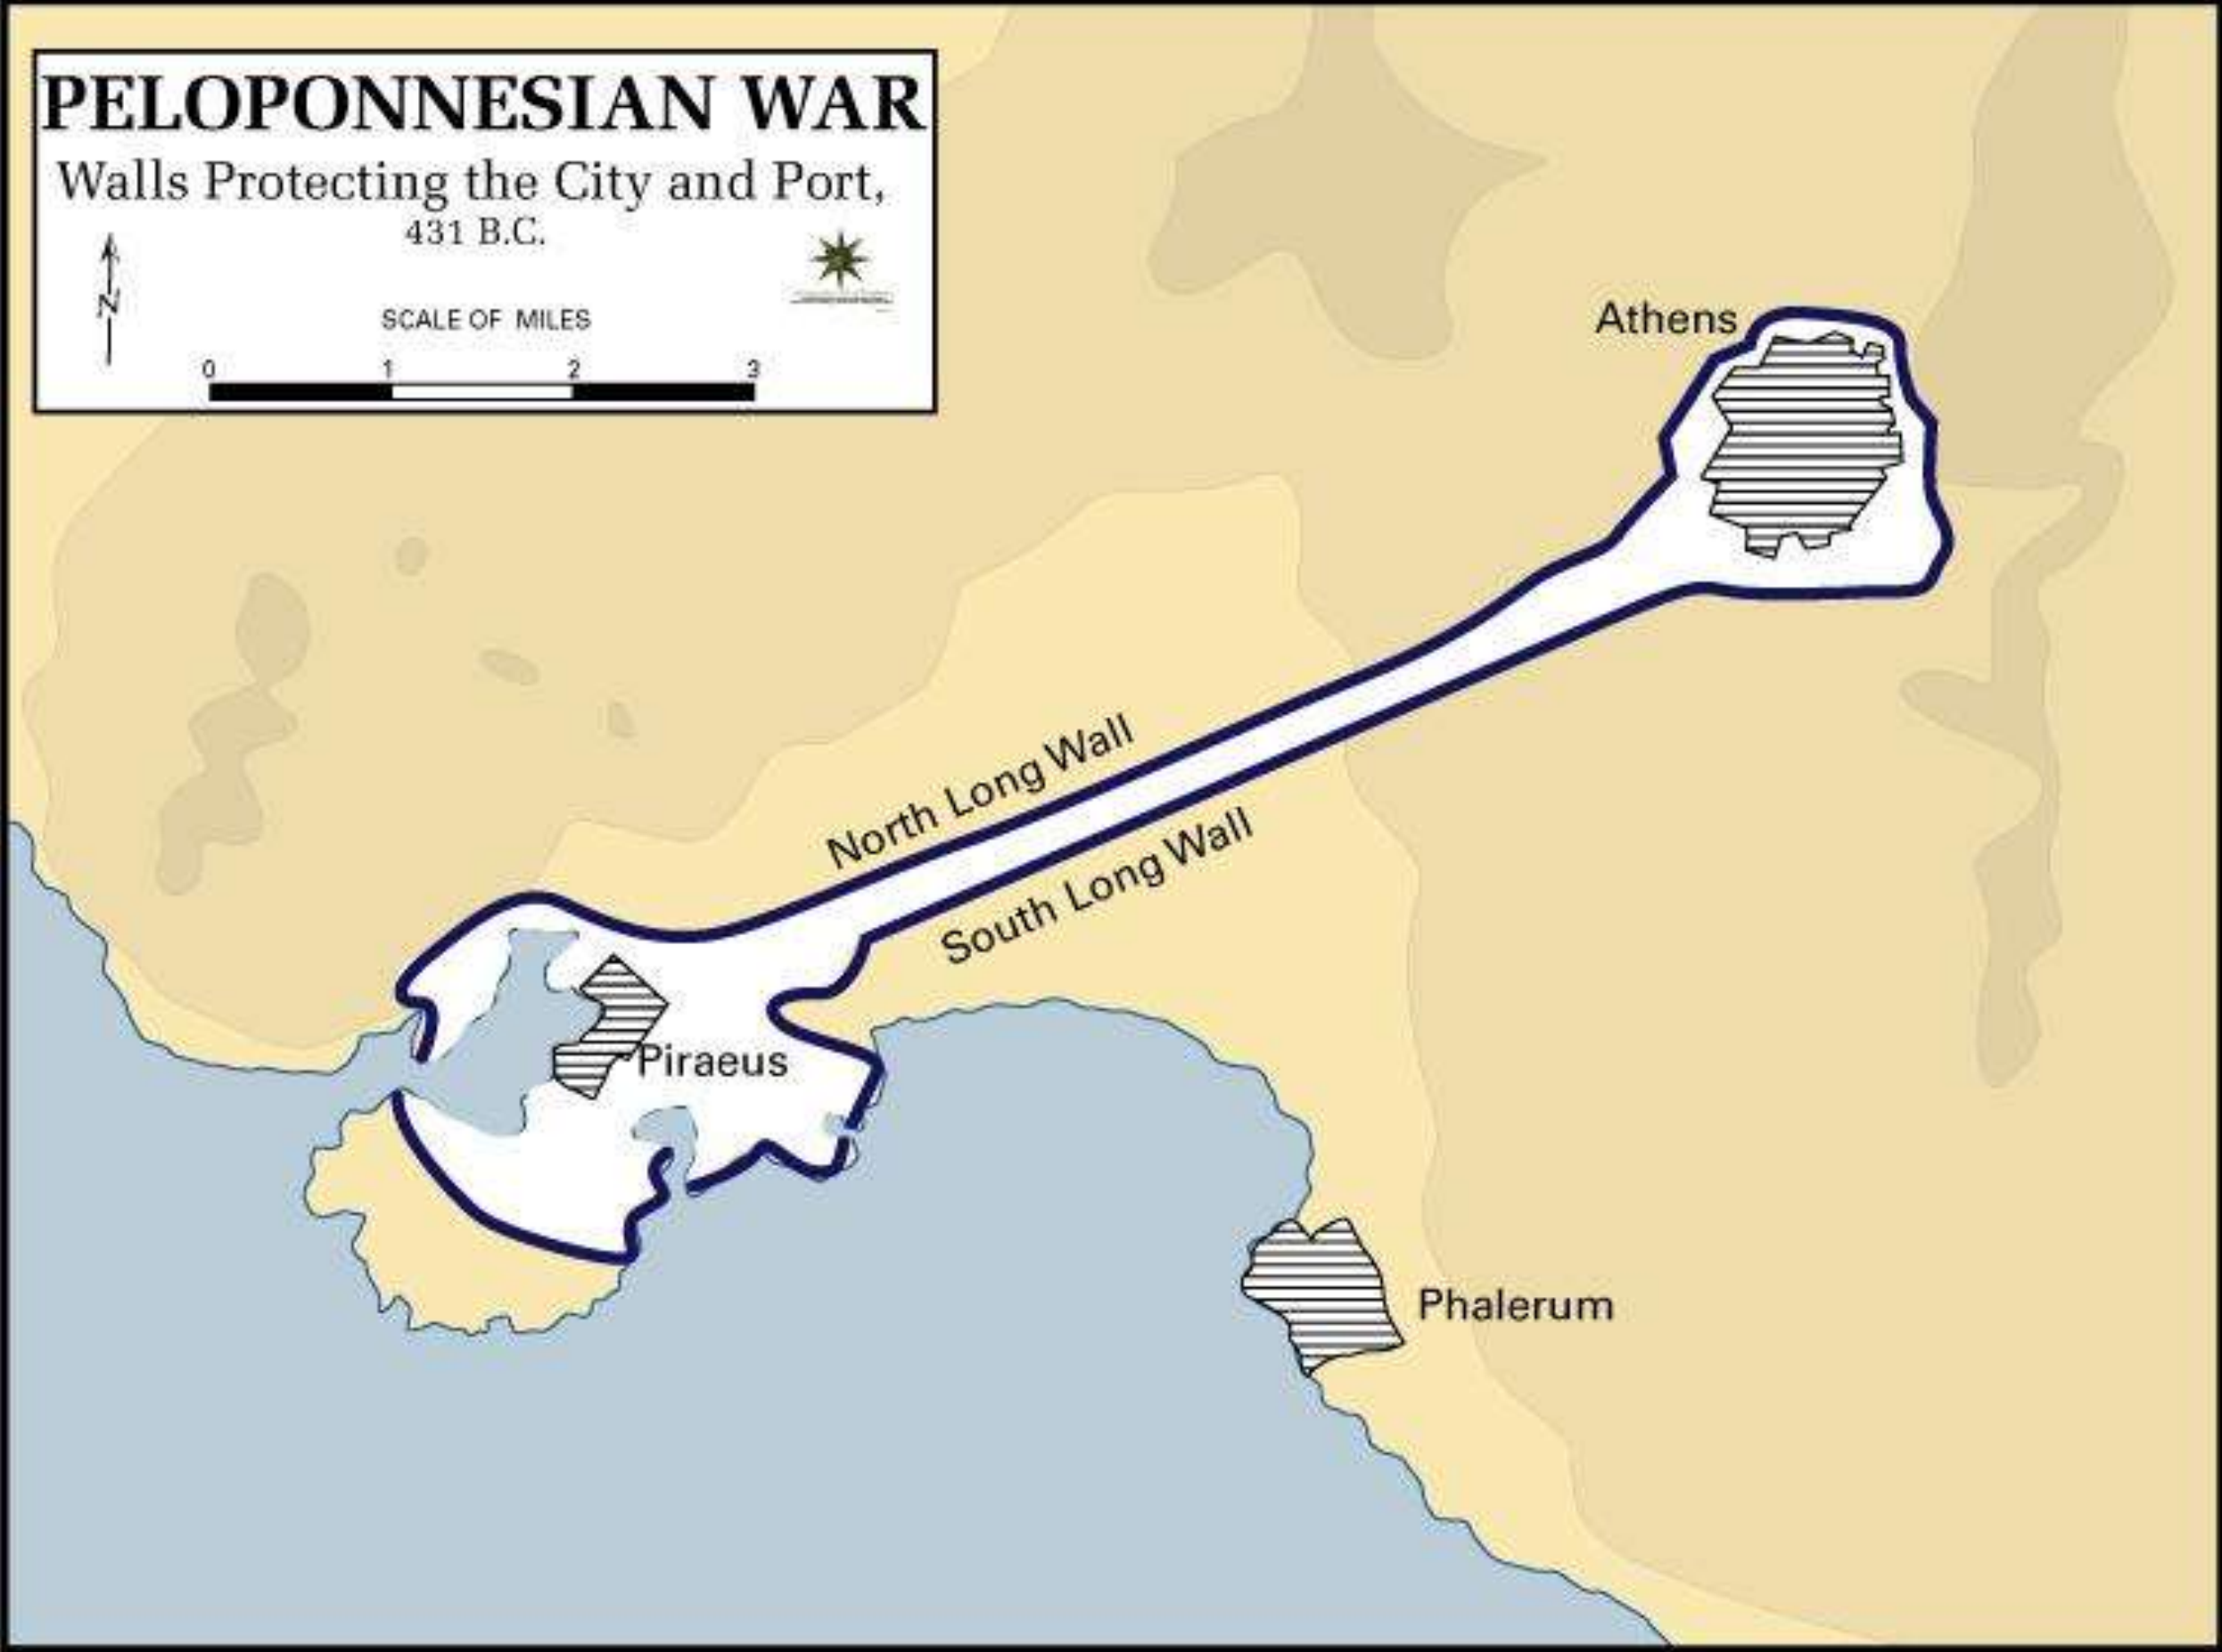 PELOPONNESIAN WAR
Walls Protecting the City and Port,
431 B.C.
N
SCALE OF MILES
0 1 2 3
Athens
North Long Wall
South Long Wall
Piraeus
Phalerum